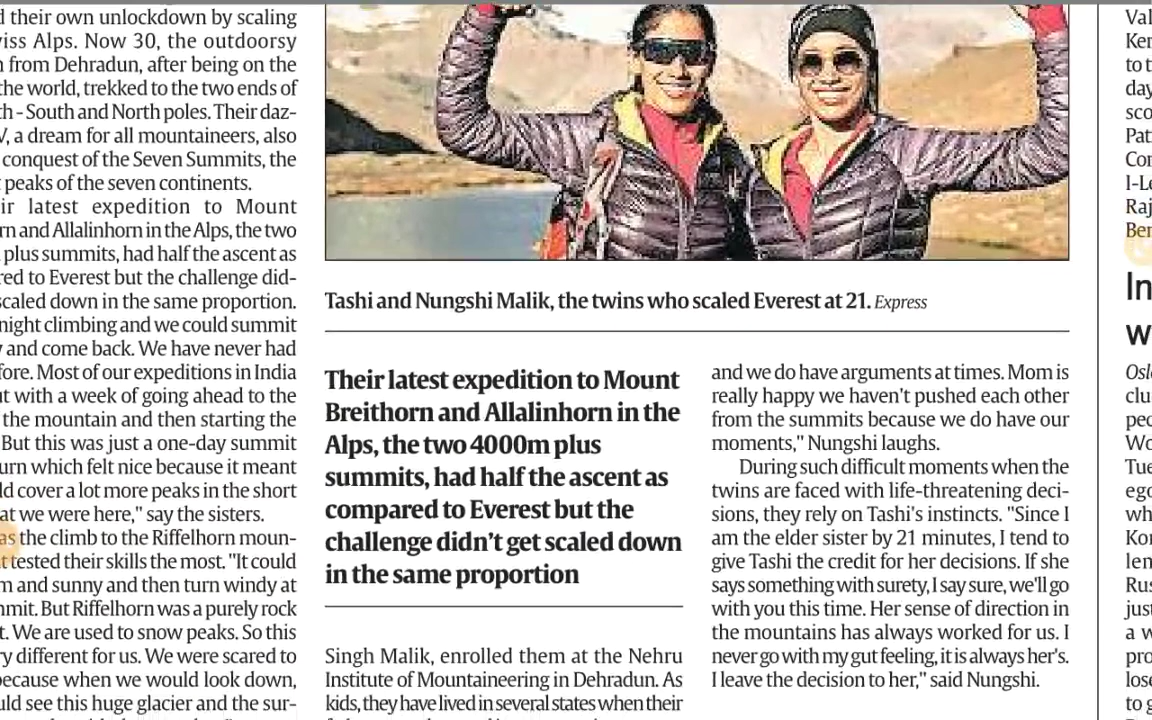 d their own unlockdown by scaling
iss Alps. Now 30, the outdoorsy
from Dehradun, after being on the
the world, trekked to the two ends of
th - South and North poles. Their daz-
V, a dream for all mountaineers, also
conquest of the Seven Summits, the
peaks of the seven continents.
ir latest expedition to Mount
rn and Allalinhorn in the Alps, the two
plus summits, had half the ascent as
red to Everest but the challenge did-
scaled down in the same proportion.
night climbing and we could summit
y and come back. We have never had
fore. Most of our expeditions in India
ut with a week of going ahead to the
the mountain and then starting the
But this was just a one-day summit
urn which felt nice because it meant
ld cover a lot more peaks in the short
at we were here," say the sisters.
as the climb to the Riffelhorn moun-
t tested their skills the most. "It could
m and sunny and then turn windy at
mmit. But Riffelhorn was a purely rock
t. We are used to snow peaks. So this
ry different for us. We were scared to
because when we would look down,
uld see this huge glacier and the sur-
Tashi and Nungshi Malik, the twins who scaled Everest at 21. Express
Their latest expedition to Mount
Breithorn and Allalinhorn in the
Alps, the two 4000m plus
summits, had half the ascent as
compared to Everest but the
challenge didn't get scaled down
in the same proportion
Singh Malik, enrolled them at the Nehru
Institute of Mountaineering in Dehradun. As
kids, they have lived in several states when their
and we do have arguments at times. Mom is
really happy we haven't pushed each other
from the summits because we do have our
moments," Nungshi laughs.
During such difficult moments when the
twins are faced with life-threatening deci-
sions, they rely on Tashi's instincts. "Since I
am the elder sister by 21 minutes, I tend to
give Tashi the credit for her decisions. If she
says something with surety, I say sure, we'll go
with you this time. Her sense of direction in
the mountains has always worked for us. I
never go with my gut feeling, it is always her's.
I leave the decision to her," said Nungshi.
Val
Ker
to t
day
sco
Pat
Cor
l-Le
Raj
Ben
In
w
Osl
clu
peo
Wo
Tue
ego
wh
Kor
len
Rus
just
a w
pro
lose
to g